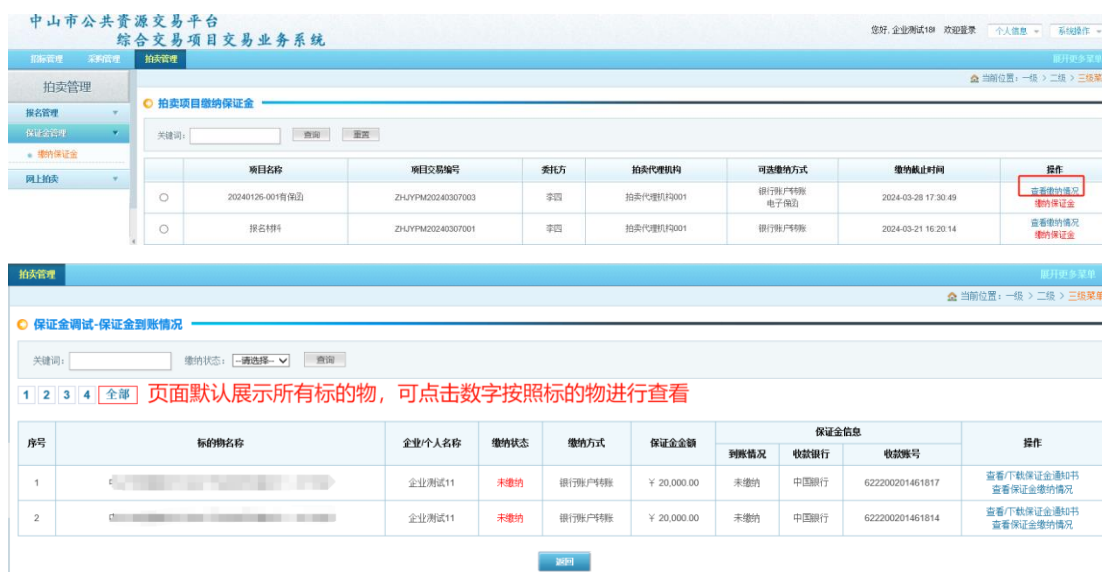 中山市公共资源交易平台
综合交易项目交易业务系统
您好, 企业测试18! 欢迎登录 个人信息 系统操作
招标管理 采购管理 拍卖管理 展开更多菜单
当前位置：一级 > 二级 > 三级菜
拍卖管理
拍卖项目缴纳保证金
报名管理
保证金管理
关键词： 查询 重置
缴纳保证金
网上拍卖
项目名称 项目交易编号 委托方 拍卖代理机构 可选缴纳方式 缴纳截止时间 操作
20240126-001有保函 ZHJYPM20240307003 李四 拍卖代理机构001 银行账户转账 电子保函 2024-03-28 17:30:49 查看缴纳情况 缴纳保证金
报名材料 ZHJYPM20240307001 李四 拍卖代理机构001 银行账户转账 2024-03-21 16:20:14 查看缴纳情况 缴纳保证金
拍卖管理 展开更多菜单
当前位置：一级 > 二级 > 三级菜单
保证金调试-保证金到账情况
关键词： 缴纳状态： --请选择-- 查询
1 2 3 4 全部 页面默认展示所有标的物，可点击数字按照标的物进行查看
序号 标的物名称 企业/个人名称 缴纳状态 缴纳方式 保证金金额 保证金信息 操作
到账情况 收款银行 收款账号
1 企业测试11 未缴纳 银行账户转账 ￥ 20,000.00 未缴纳 中国银行 622200201461817 查看/下载保证金通知书 查看保证金缴纳情况
2 企业测试11 未缴纳 银行账户转账 ￥ 20,000.00 未缴纳 中国银行 622200201461814 查看/下载保证金通知书 查看保证金缴纳情况
返回